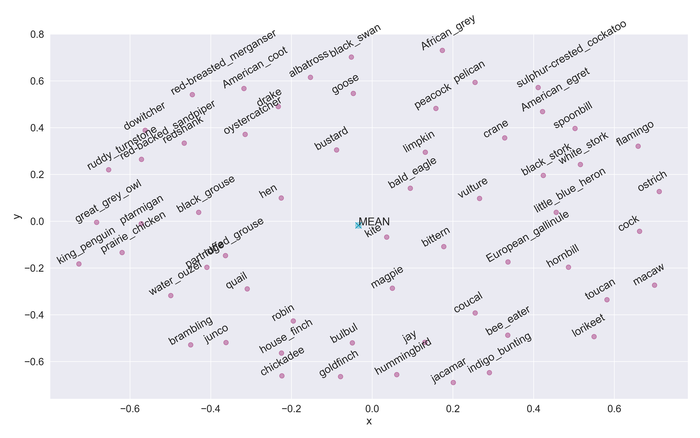 0.8
0.6
0.4
0.2
0.0
−0.2
−0.4
−0.6
y
−0.6
−0.4
−0.2
0.0
0.2
0.4
0.6
x
African_grey
black_swan
albatross
red-breasted_merganser
American_coot
sulphur-crested_cockatoo
pelican
goose
drake
peacock
American_egret
dowitcher
oystercatcher
spoonbill
crane
redshank
red-backed_sandpiper
ruddy_turnstone
bustard
limpkin
flamingo
white_stork
black_stork
bald_eagle
vulture
ostrich
hen
great_grey_owl
ptarmigan
black_grouse
little_blue_heron
MEAN
kite
cock
king_penguin
prairie_chicken
ruffed_grouse
partridge
bittern
European_gallinule
hornbill
water_ouzel
quail
magpie
macaw
toucan
coucal
robin
brambling
junco
house_finch
bulbul
jay
bee_eater
lorikeet
chickadee
goldfinch
hummingbird
jacamar
indigo_bunting